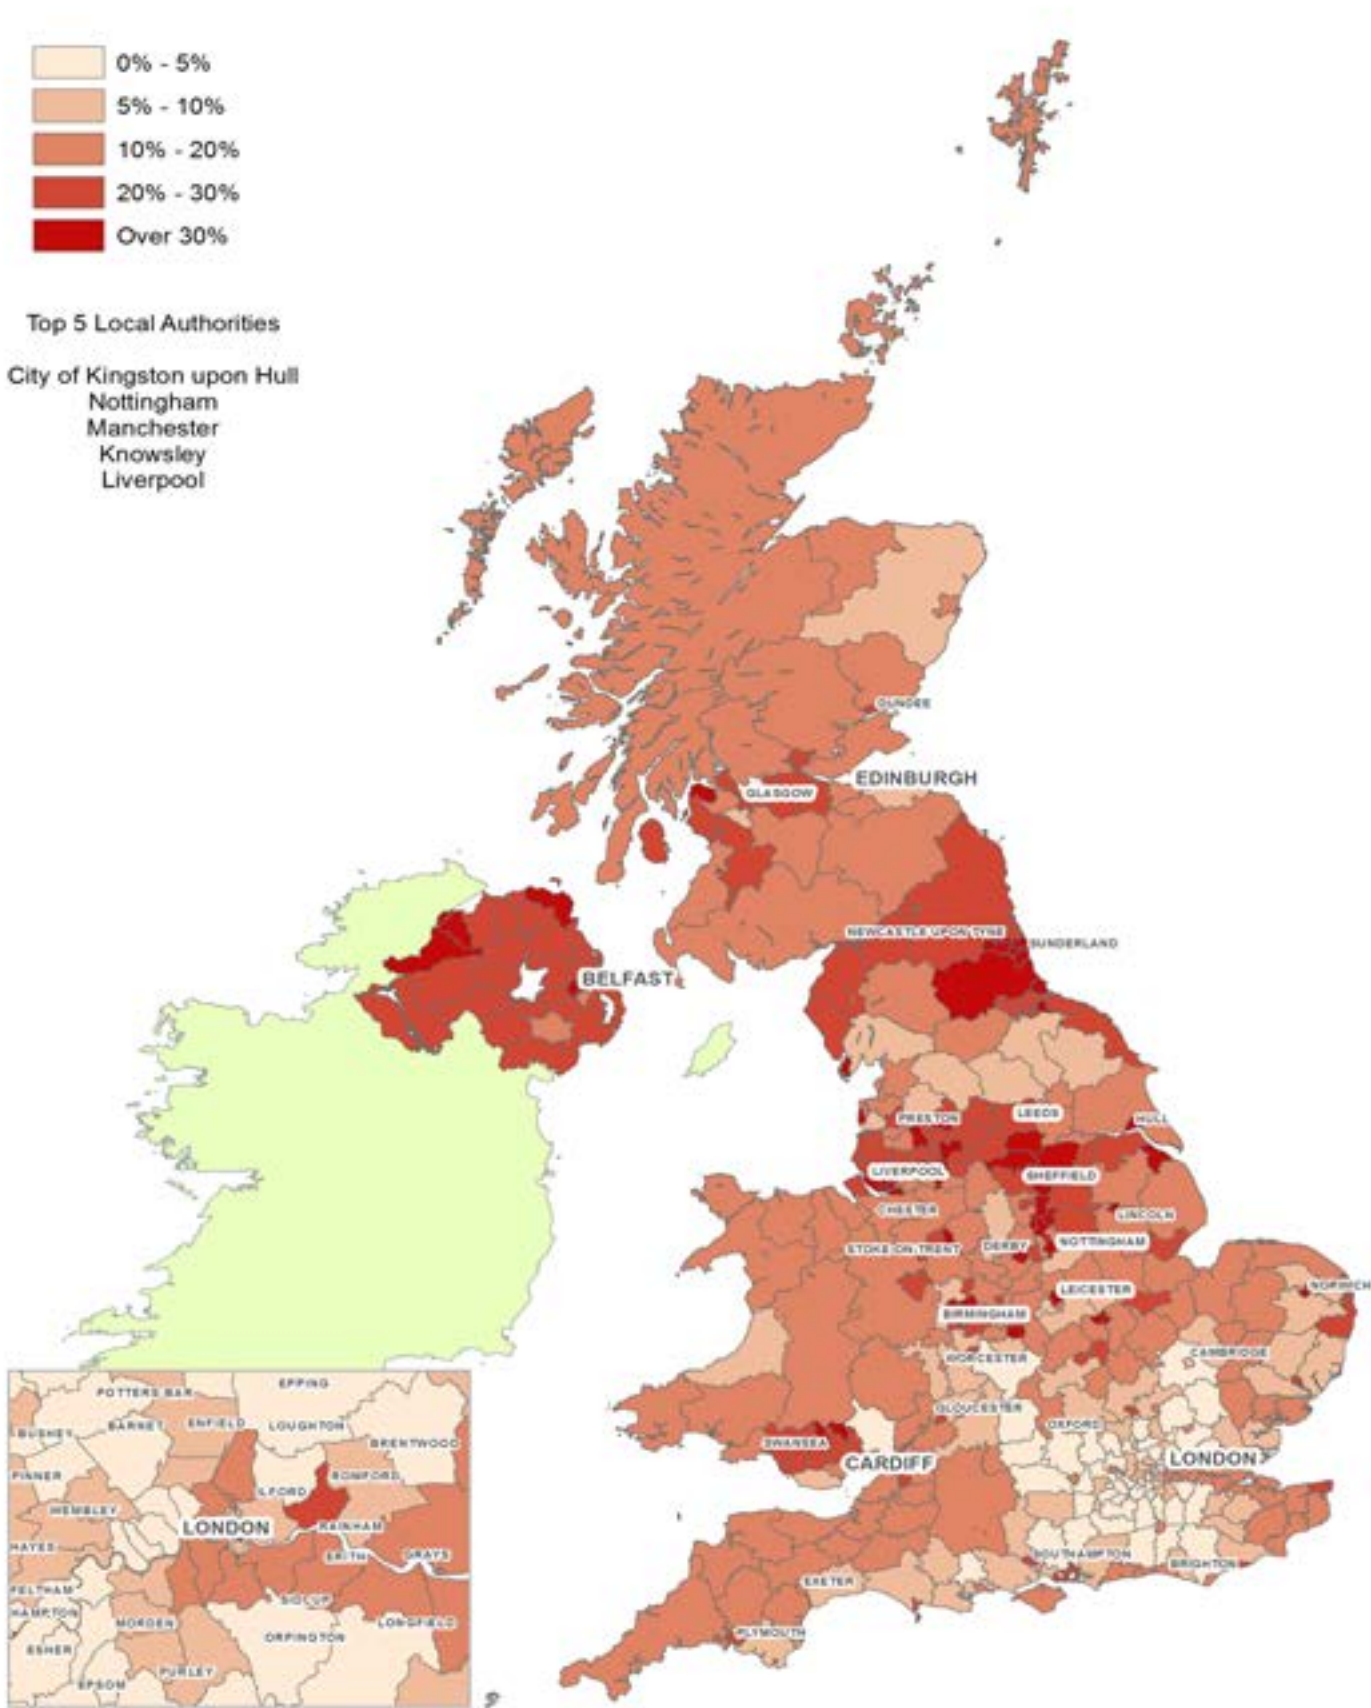 0% - 5%
5% - 10%
10% - 20%
20% - 30%
Over 30%
Top 5 Local Authorities
City of Kingston upon Hull
Nottingham
Manchester
Knowsley
Liverpool
DUNDEE
EDINBURGH
GLASGOW
NEWCASTLE UPON TYNE
SUNDERLAND
BELFAST
PRESTON
LEEDS
HULL
LIVERPOOL
SHEFFIELD
CHESTER
LINCOLN
STOKE ON TRENT
DERBY
NOTTINGHAM
LEICESTER
NORWICH
BIRMINGHAM
WORCESTER
CAMBRIDGE
GLOUCESTER
OXFORD
SWANSEA
CARDIFF
LONDON
SOUTHAMPTON
BRIGHTON
EXETER
PLYMOUTH
EPPING
POTTERS BAR
BARNET
ENFIELD
LOUGHTON
BUSHEY
BRENTWOOD
PINNER
ROMFORD
ILFORD
WEMBLEY
LONDON
RAINHAM
HAYES
ERITH
GRAYS
FELTHAM
SIDCUP
HAMPTON
MORDEN
LONGFIELD
ESHER
ORPINGTON
PURLEY
EPSOM